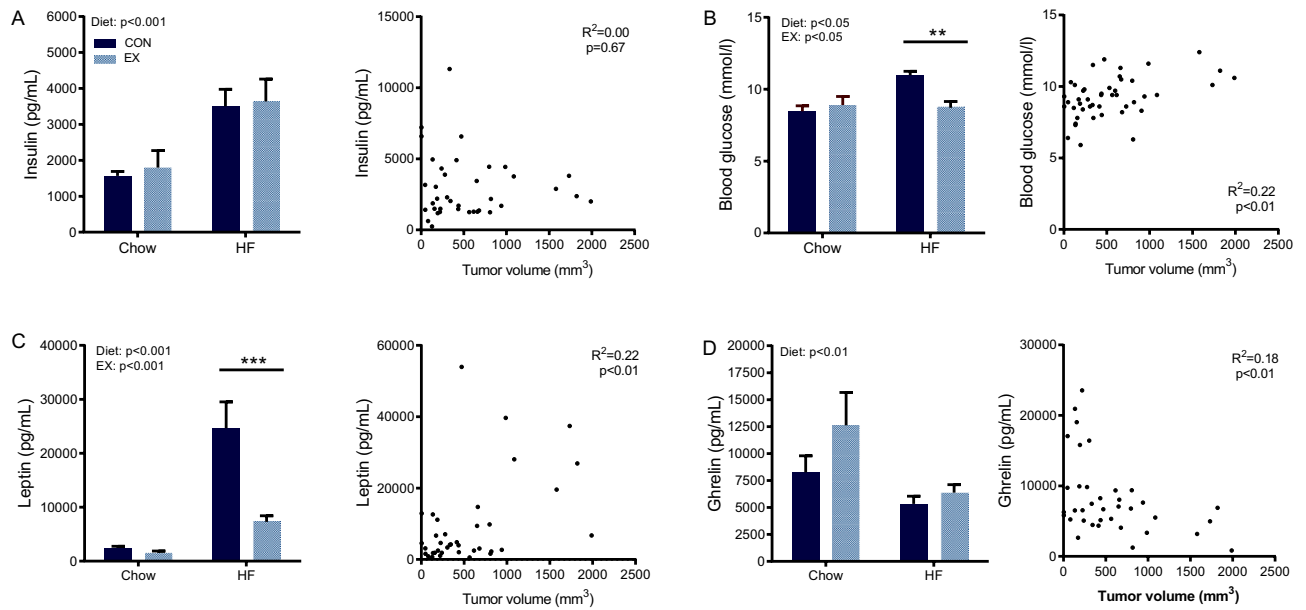 A
Diet: p<0.001
CON
EX
Insulin (pg/mL)
6000
5000
4000
3000
2000
1000
0
Chow
HF
R²=0.00
p=0.67
Insulin (pg/mL)
15000
10000
5000
0
0
500
1000
1500
2000
2500
Tumor volume (mm³)
B
Diet: p<0.05
EX: p<0.05
**
Blood glucose (mmol/l)
15
10
5
0
Chow
HF
Blood glucose (mmol/l)
15
10
5
0
R²=0.22
p<0.01
0
500
1000
1500
2000
2500
Tumor volume (mm³)
C
Diet: p<0.001
EX: p<0.001
***
Leptin (pg/mL)
40000
30000
20000
10000
0
Chow
HF
R²=0.22
p<0.01
Leptin (pg/mL)
60000
40000
20000
0
0
500
1000
1500
2000
2500
Tumor volume (mm³)
D
Diet: p<0.01
Ghrelin (pg/mL)
20000
17500
15000
12500
10000
7500
5000
2500
0
Chow
HF
R²=0.18
p<0.01
Ghrelin (pg/mL)
30000
20000
10000
0
0
500
1000
1500
2000
2500
Tumor volume (mm³)